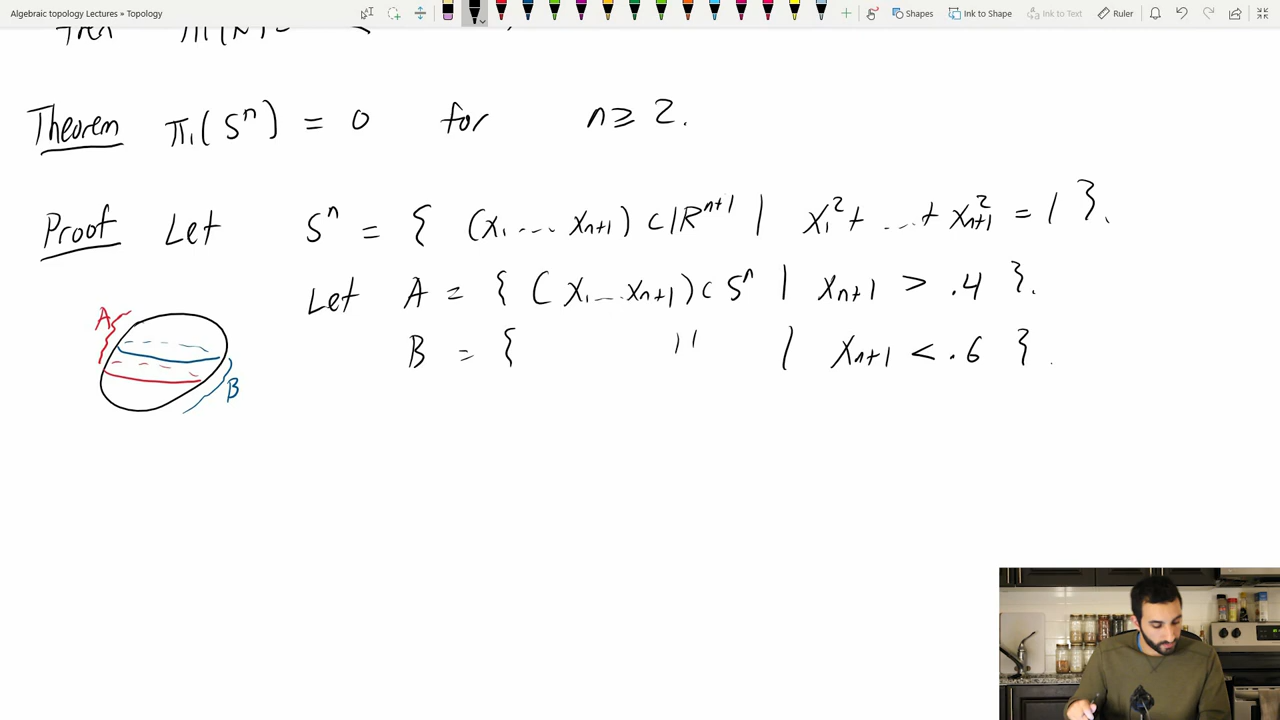 Algebraic topology Lectures » Topology
Shapes Ink to Shape Ink to Text Ruler
then
Theorem π₁(Sⁿ) = 0 for n ≥ 2.
Proof Let Sⁿ = { (x₁ ... xₙ₊₁) ⊂ ℝⁿ⁺¹ | x₁² + ... + xₙ₊₁² = 1 }.
Let A = { (x₁ ... xₙ₊₁) ⊂ Sⁿ | xₙ₊₁ > .4 }.
B = { " | xₙ₊₁ < .6 }.
A
B